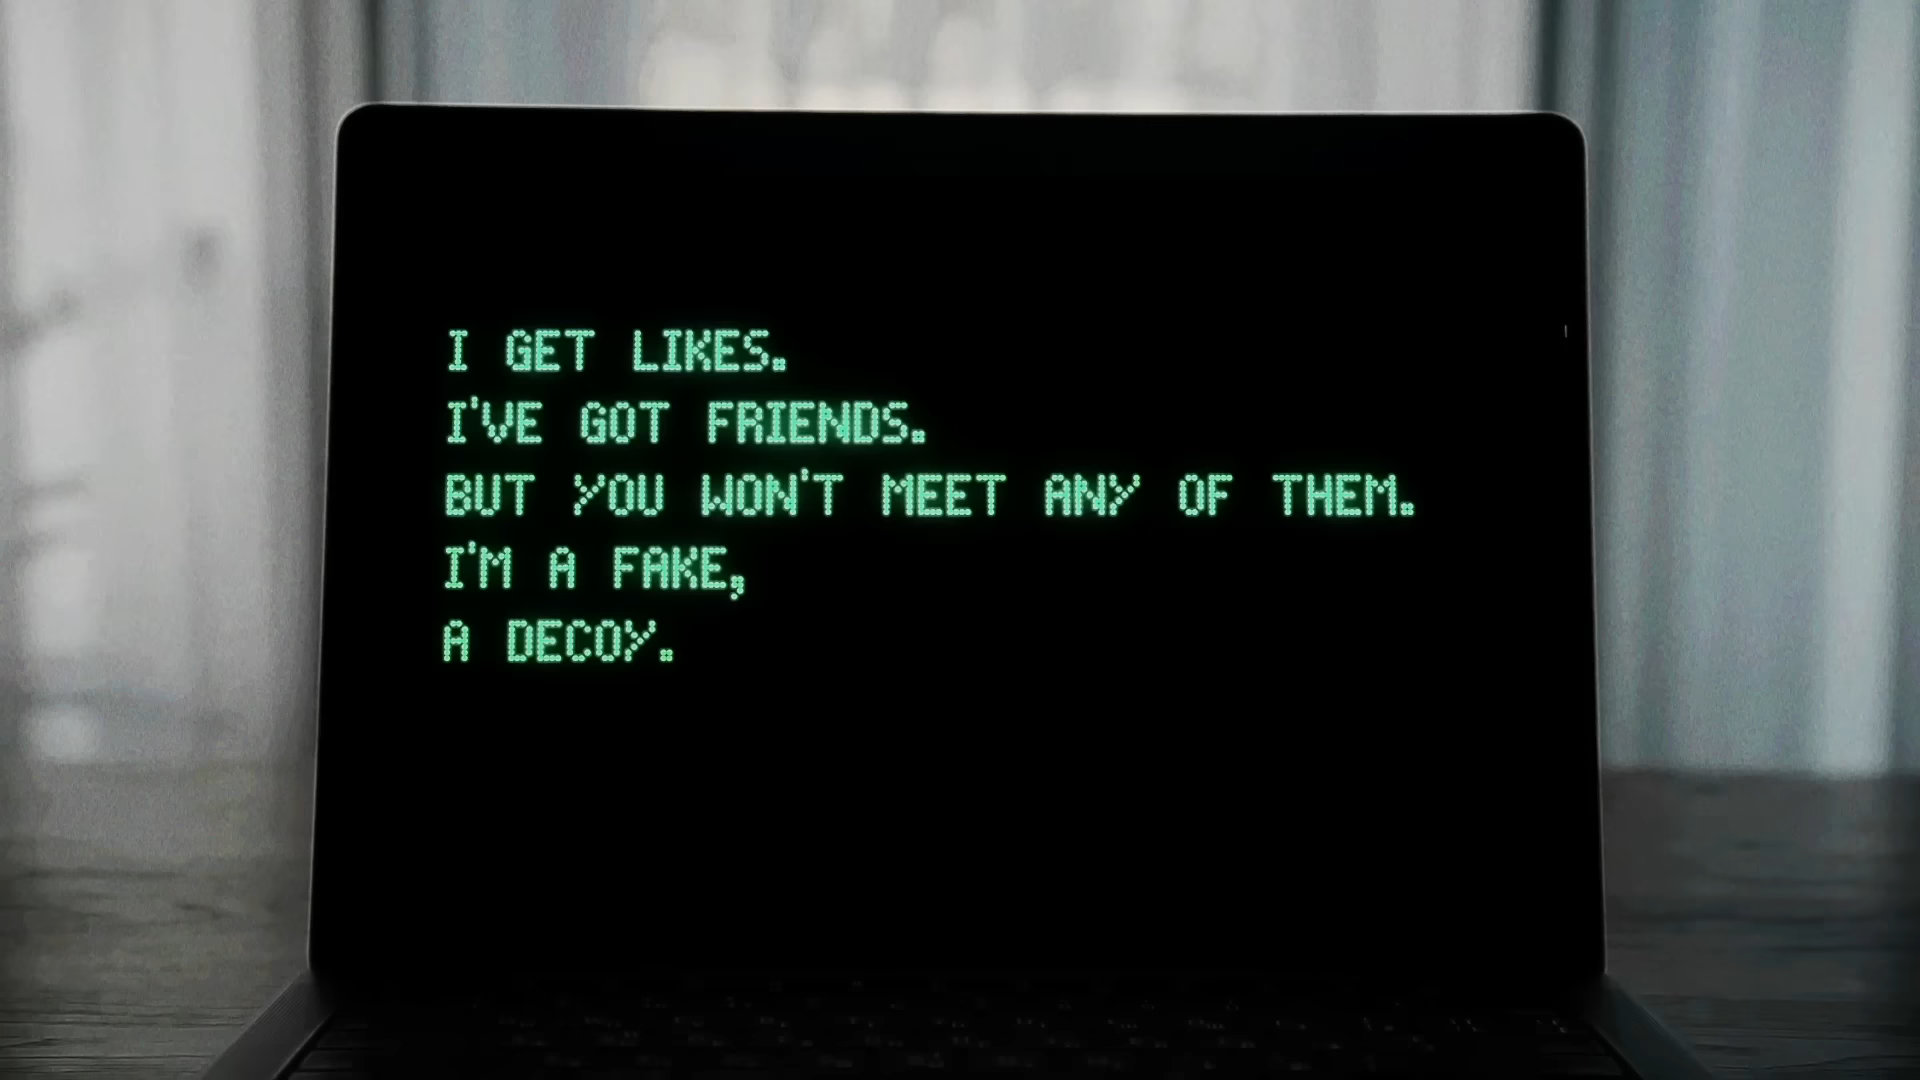 I GET LIKES.
I'VE GOT FRIENDS.
BUT YOU WON'T MEET ANY OF THEM.
I'M A FAKE,
A DECOY.